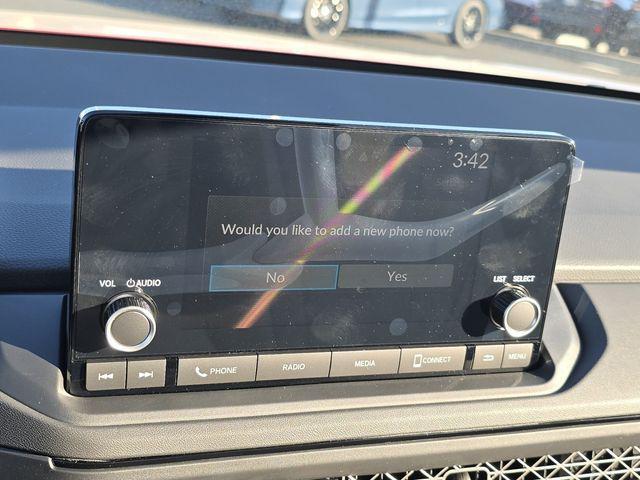 3:42
Would you like to add a new phone now?
No Yes
VOL AUDIO LIST SELECT
PHONE RADIO MEDIA CONNECT MENU